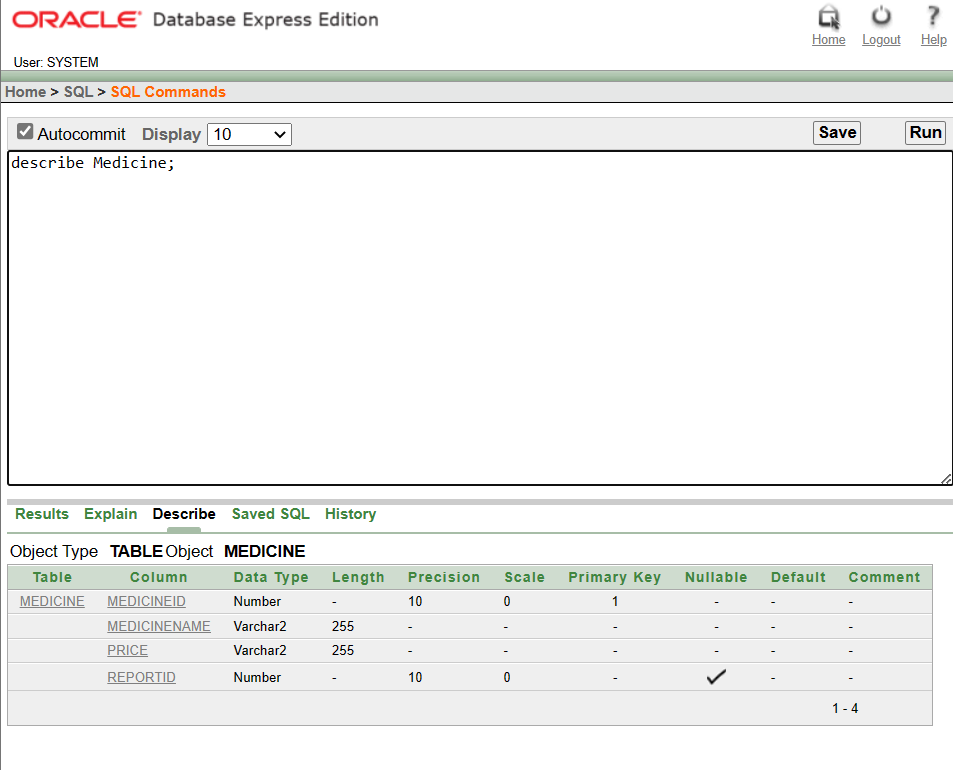 ORACLE Database Express Edition
Home Logout Help
User: SYSTEM
Home > SQL > SQL Commands
Autocommit Display 10 Save Run
describe Medicine;
Results Explain Describe Saved SQL History
Object Type TABLE Object MEDICINE
Table Column Data Type Length Precision Scale Primary Key Nullable Default Comment
MEDICINE MEDICINEID Number - 10 0 1 - - -
MEDICINENAME Varchar2 255 - - - - - -
PRICE Varchar2 255 - - - - - -
REPORTID Number - 10 0 - - -
1 - 4